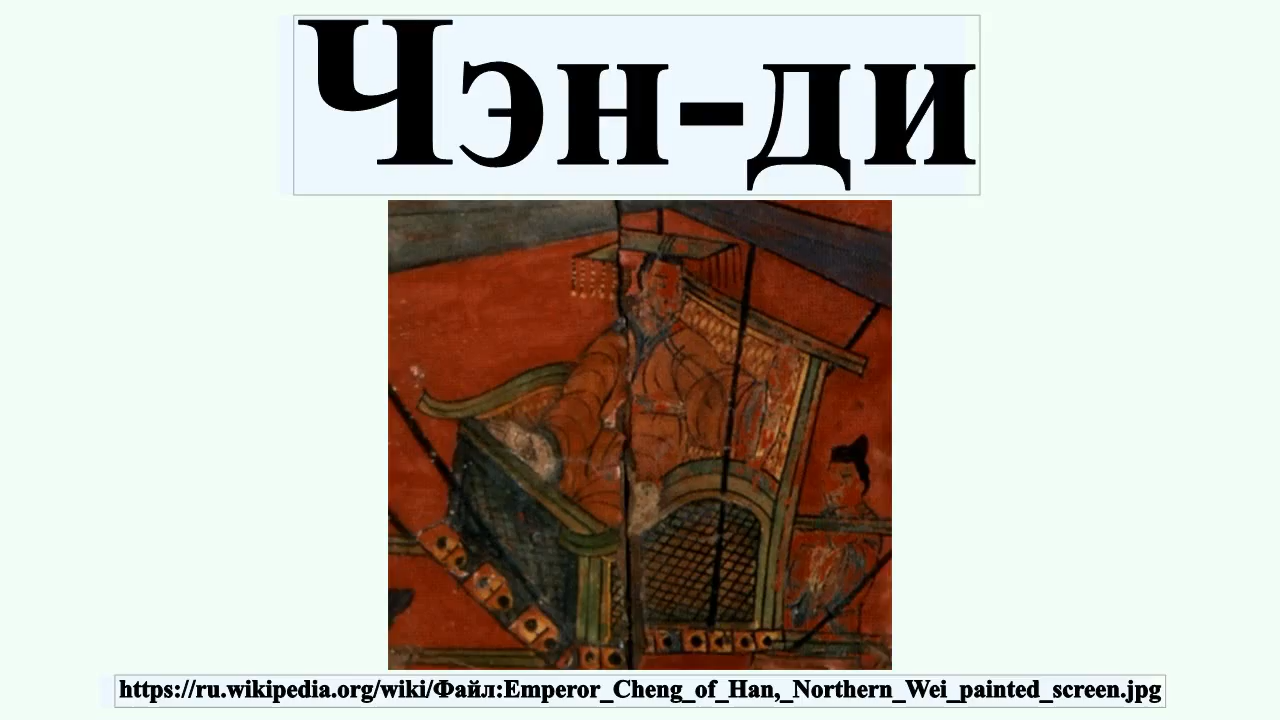 Чэн-ди
https://ru.wikipedia.org/wiki/Файл:Emperor_Cheng_of_Han,_Northern_Wei_painted_screen.jpg